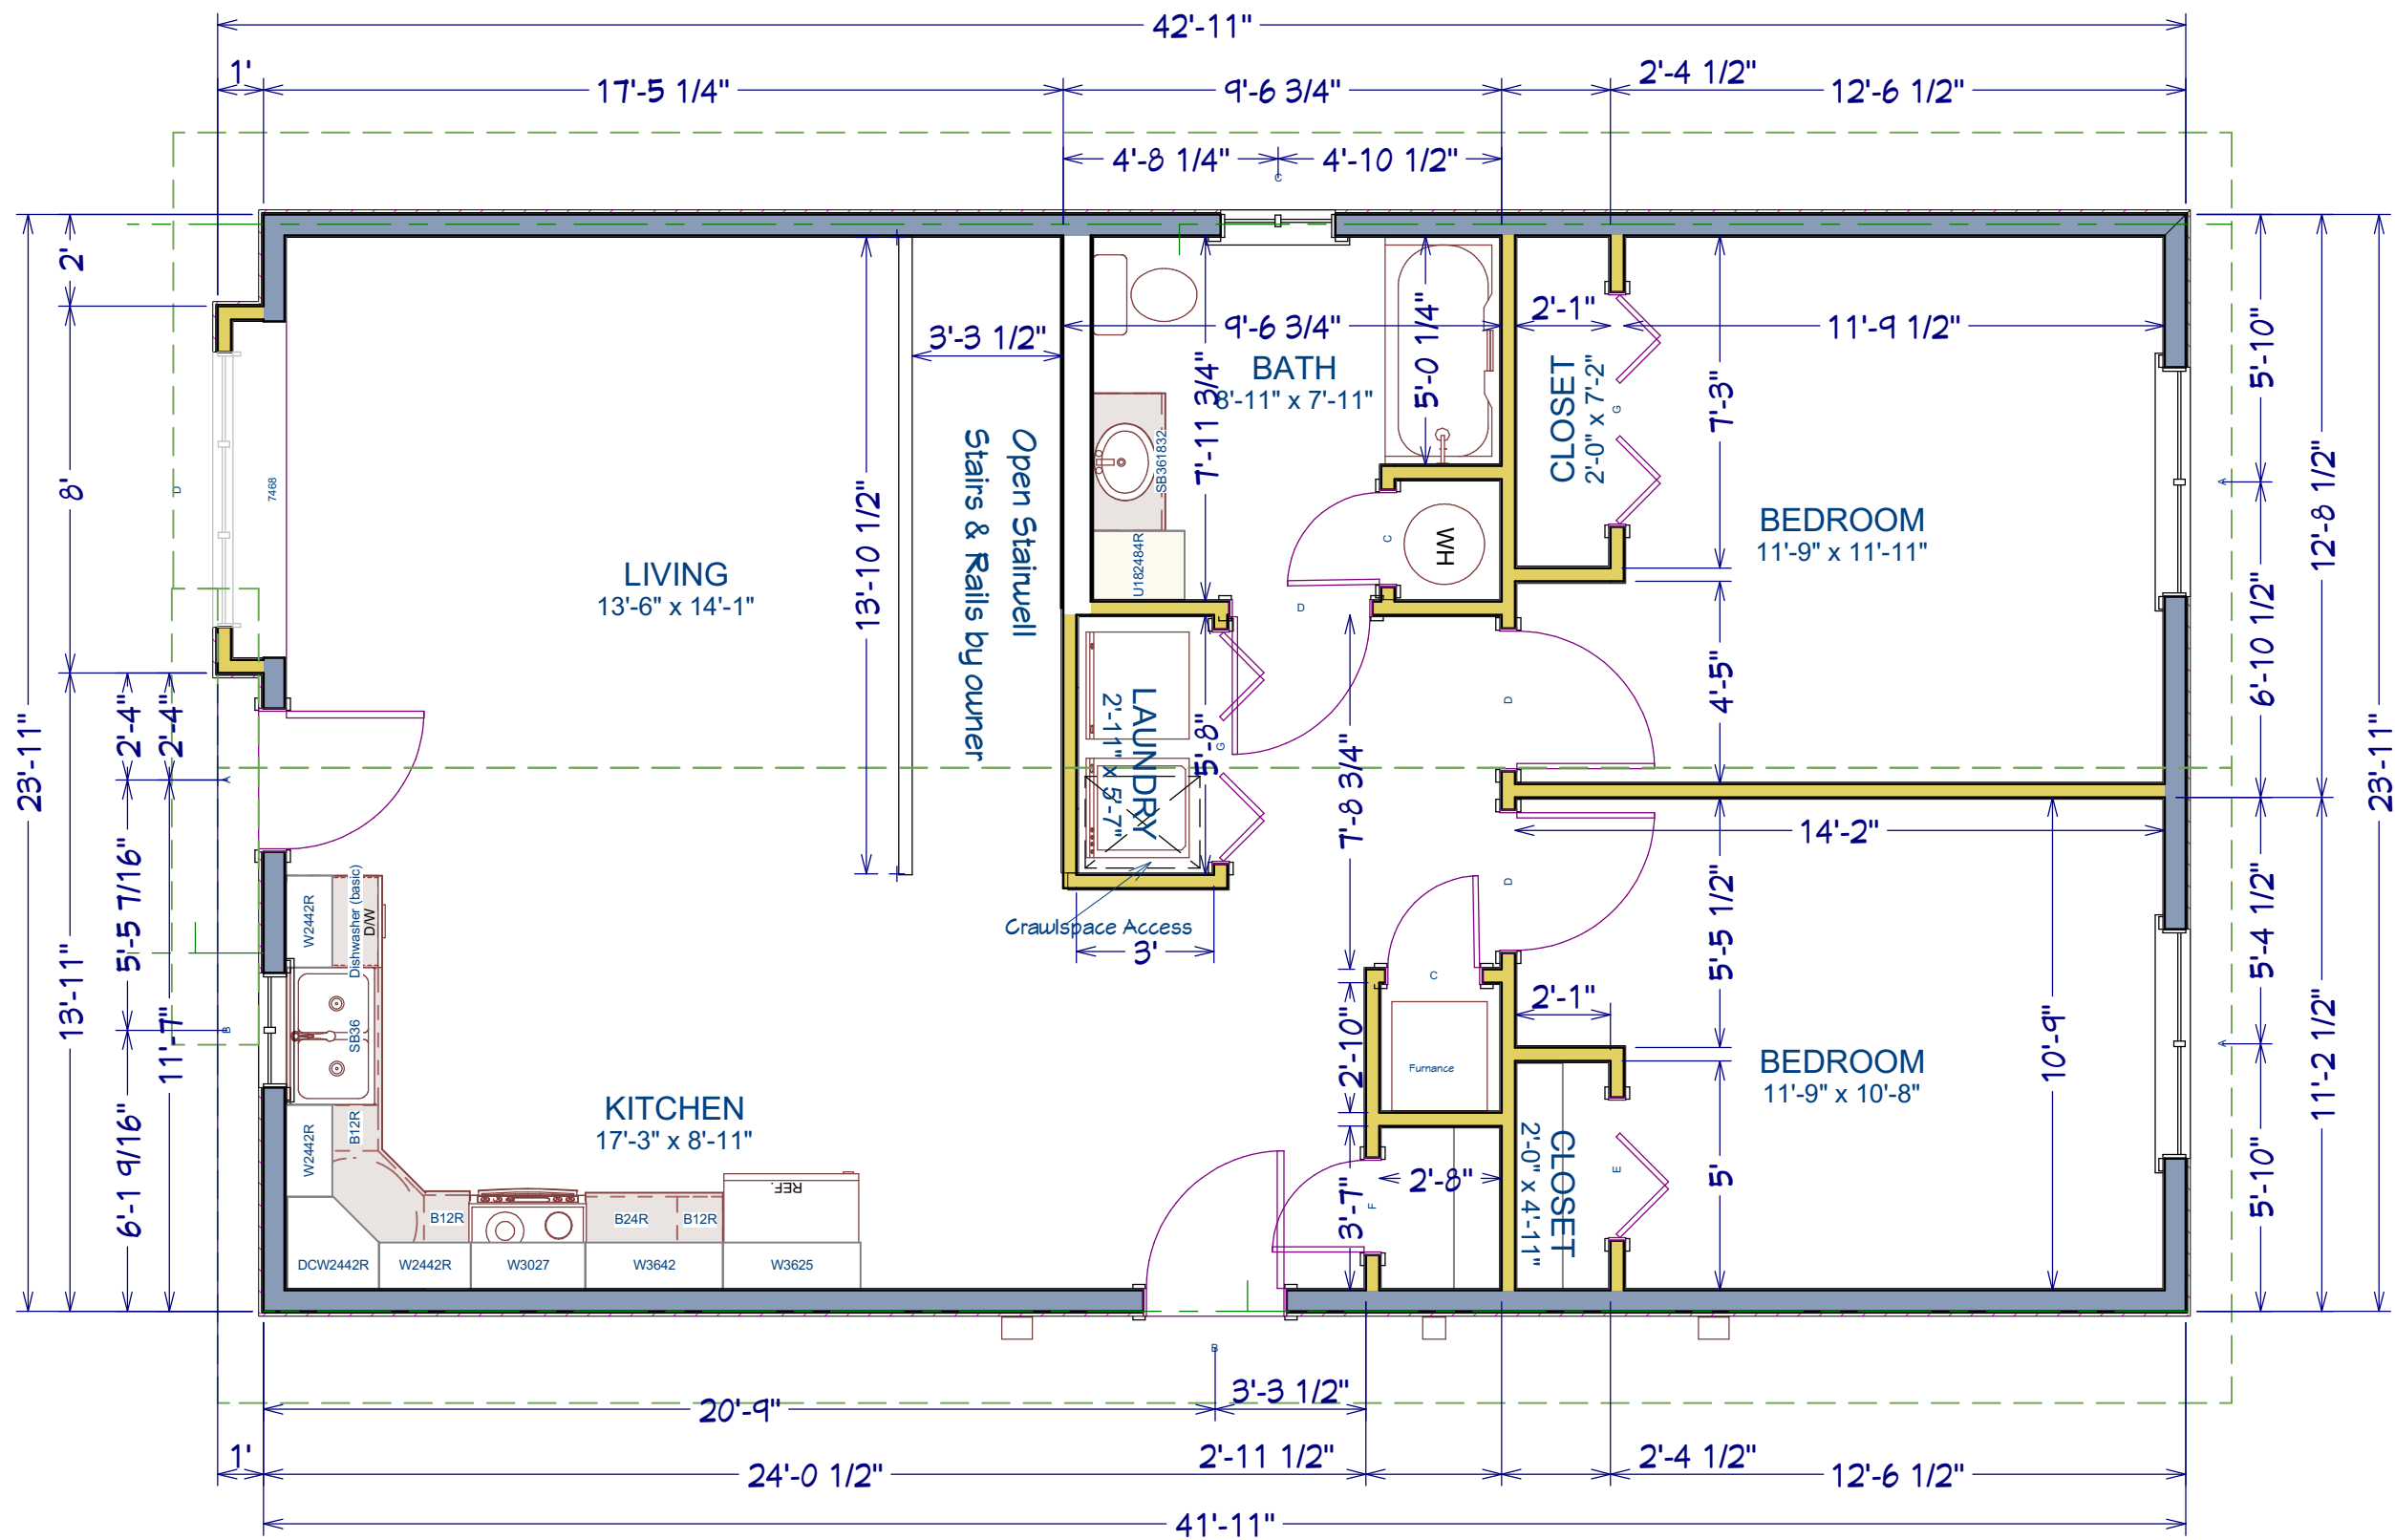 42'-11"
1'
17'-5 1/4"
9'-6 3/4"
2'-4 1/2"
12'-6 1/2"
4'-8 1/4"
4'-10 1/2"
C
2'
8'
23'-11"
13'-11"
D
7468
2'-4"
2'-4"
A
5'-5 7/16"
B
11'-7"
6'-1 9/16"
LIVING
13'-6" x 14'-1"
13'-10 1/2"
3'-3 1/2"
Open Stairwell
Stairs & Rails by owner
9'-6 3/4"
BATH
8'-11" x 7'-11"
7'-11 3/4"
5'-0 1/4"
SB361832
U182484R
WH
C
D
CLOSET
2'-0" x 7'-2"
2'-1"
G
11'-9 1/2"
7'-3"
BEDROOM
11'-9" x 11'-11"
4'-5"
D
LAUNDRY
2'-11" x 5'-7"
5'-8"
G
7'-8 3/4"
Crawlspace Access
3'
D
14'-2"
5'-5 1/2"
10'-9"
2'-1"
C
Furnance
2'-10"
BEDROOM
11'-9" x 10'-8"
5'
CLOSET
2'-0" x 4'-11"
E
2'-8"
3'-7"
F
KITCHEN
17'-3" x 8'-11"
W2442R
Dishwasher (basic)
D/W
SB36
B12R
W2442R
DCW2442R
W2442R
B12R
W3027
B24R
B12R
W3642
REF.
W3625
5'-10"
A
6'-10 1/2"
12'-8 1/2"
23'-11"
5'-4 1/2"
A
11'-2 1/2"
5'-10"
B
20'-9"
3'-3 1/2"
1'
24'-0 1/2"
2'-11 1/2"
2'-4 1/2"
12'-6 1/2"
41'-11"